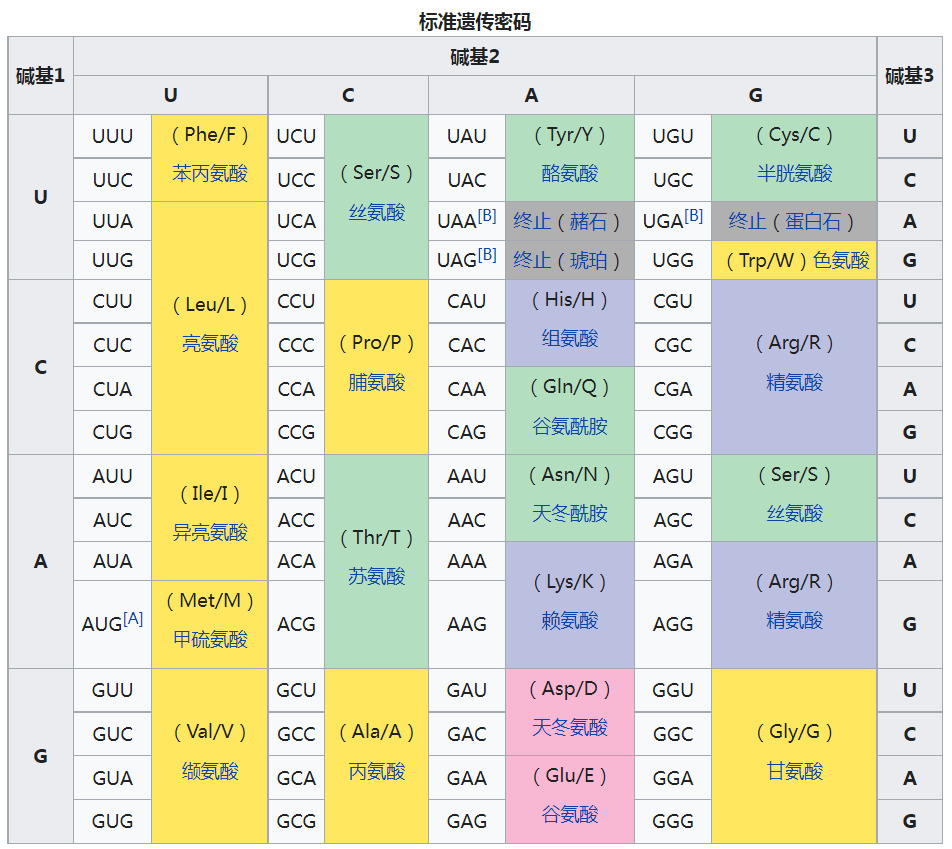 标准遗传密码
碱基1 碱基2 碱基3
U C A G
U UUU （Phe/F）苯丙氨酸 UCU （Ser/S）丝氨酸 UAU （Tyr/Y）酪氨酸 UGU （Cys/C）半胱氨酸 U
UUC UCC UAC UGC C
UUA （Leu/L）亮氨酸 UCA UAA[B] 终止（赭石） UGA[B] 终止（蛋白石） A
UUG UCG UAG[B] 终止（琥珀） UGG （Trp/W）色氨酸 G
C CUU CCU （Pro/P）脯氨酸 CAU （His/H）组氨酸 CGU （Arg/R）精氨酸 U
CUC CCC CAC CGC C
CUA CCA CAA （Gln/Q）谷氨酰胺 CGA A
CUG CCG CAG CGG G
A AUU （Ile/I）异亮氨酸 ACU （Thr/T）苏氨酸 AAU （Asn/N）天冬酰胺 AGU （Ser/S）丝氨酸 U
AUC ACC AAC AGC C
AUA ACA AAA （Lys/K）赖氨酸 AGA （Arg/R）精氨酸 A
AUG[A] （Met/M）甲硫氨酸 ACG AAG AGG G
G GUU （Val/V）缬氨酸 GCU （Ala/A）丙氨酸 GAU （Asp/D）天冬氨酸 GGU （Gly/G）甘氨酸 U
GUC GCC GAC GGC C
GUA GCA GAA （Glu/E）谷氨酸 GGA A
GUG GCG GAG GGG G